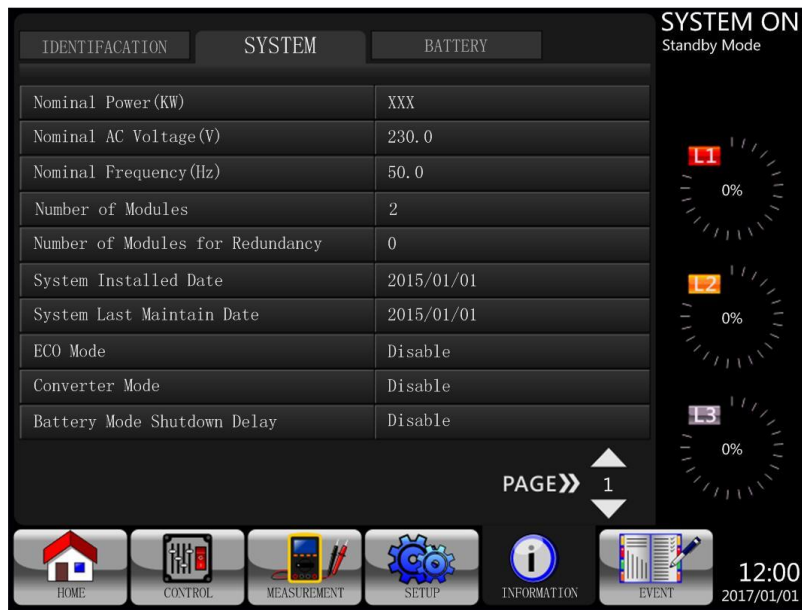 IDENTIFACATION SYSTEM BATTERY
SYSTEM ON
Standby Mode
Nominal Power(KW) XXX
Nominal AC Voltage(V) 230.0
Nominal Frequency(Hz) 50.0
Number of Modules 2
Number of Modules for Redundancy 0
System Installed Date 2015/01/01
System Last Maintain Date 2015/01/01
ECO Mode Disable
Converter Mode Disable
Battery Mode Shutdown Delay Disable
L1
0%
L2
0%
L3
0%
PAGE» 1
HOME CONTROL MEASUREMENT SETUP INFORMATION EVENT
12:00
2017/01/01